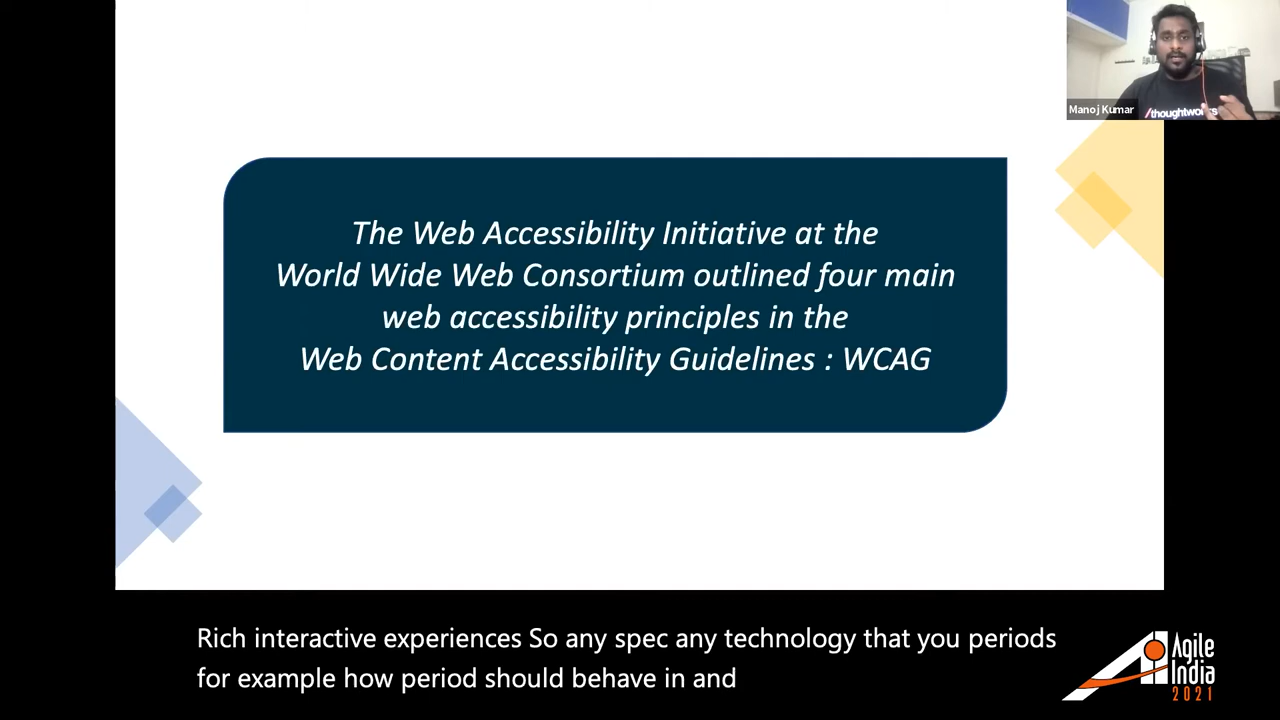 Manoj Kumar
/thoughtworks
The Web Accessibility Initiative at the
World Wide Web Consortium outlined four main
web accessibility principles in the
Web Content Accessibility Guidelines : WCAG
Rich interactive experiences So any spec any technology that you periods
for example how period should behave in and
Agile
India
2021